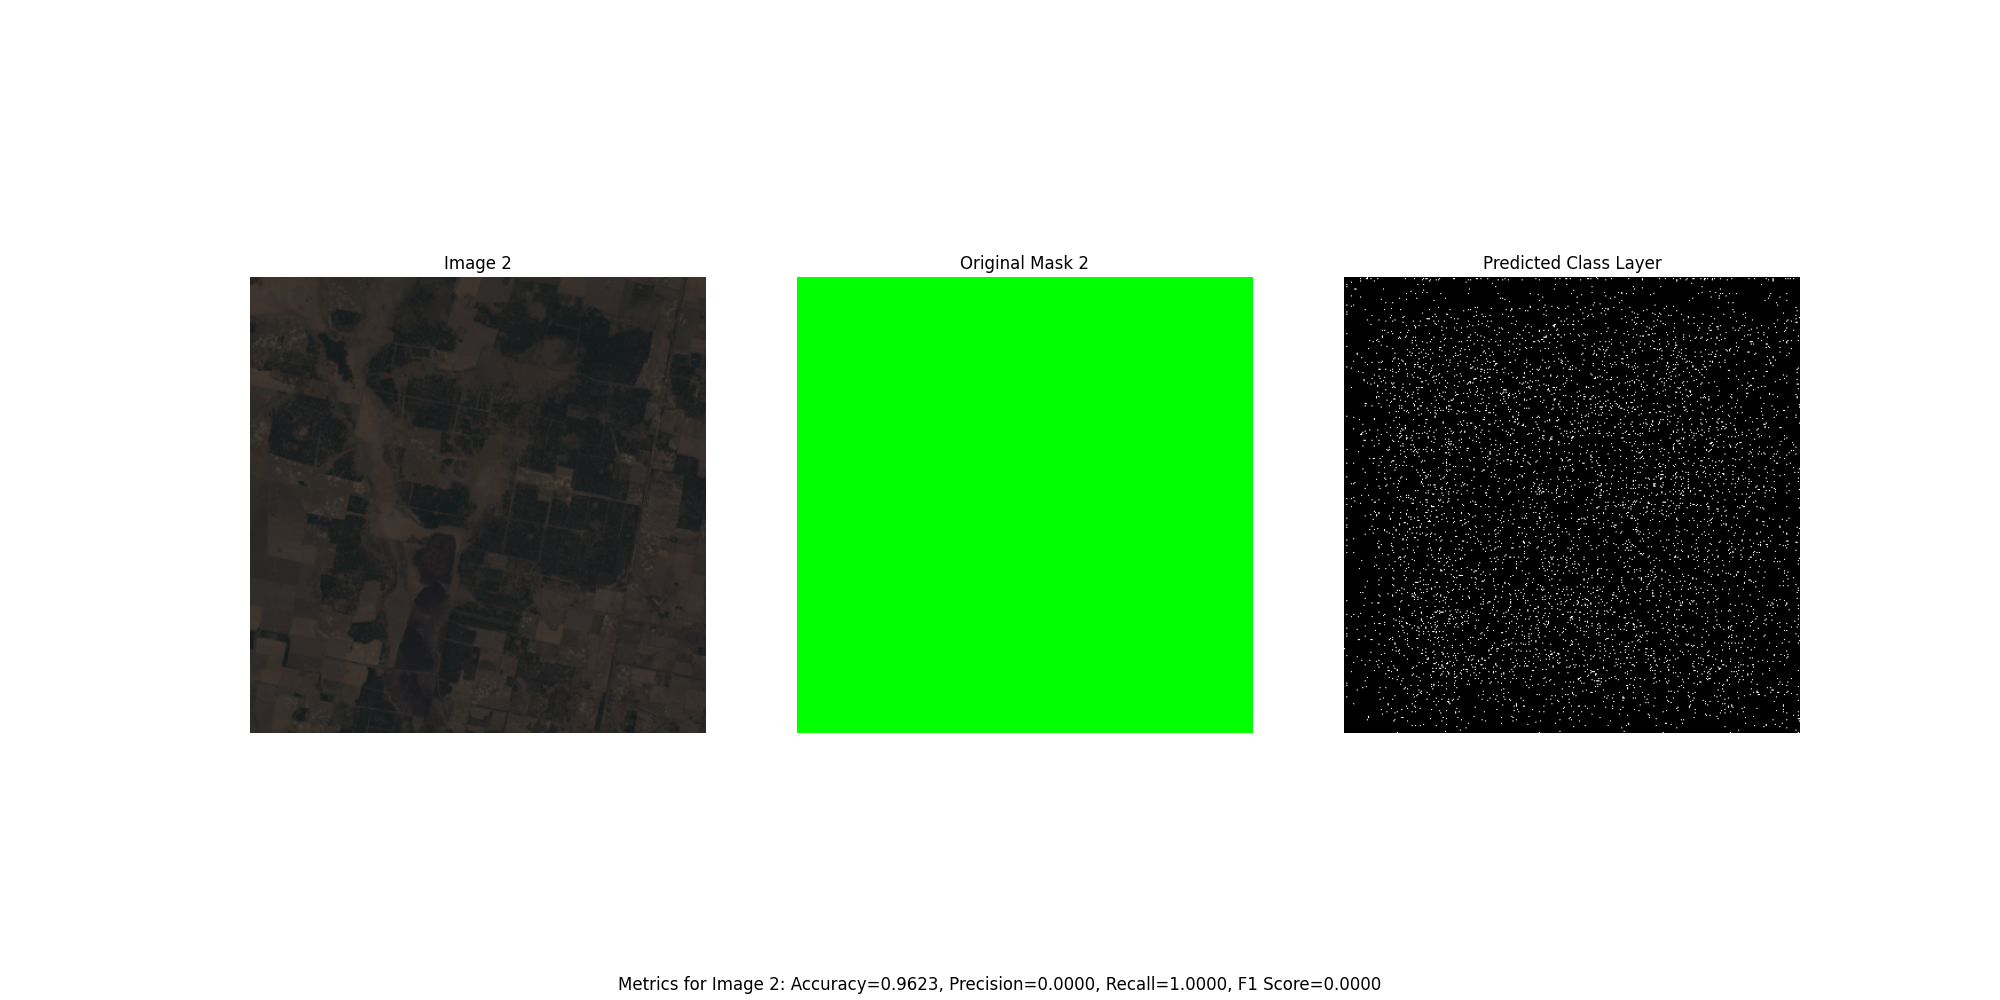 Image 2
Original Mask 2
Predicted Class Layer
Metrics for Image 2: Accuracy=0.9623, Precision=0.0000, Recall=1.0000, F1 Score=0.0000